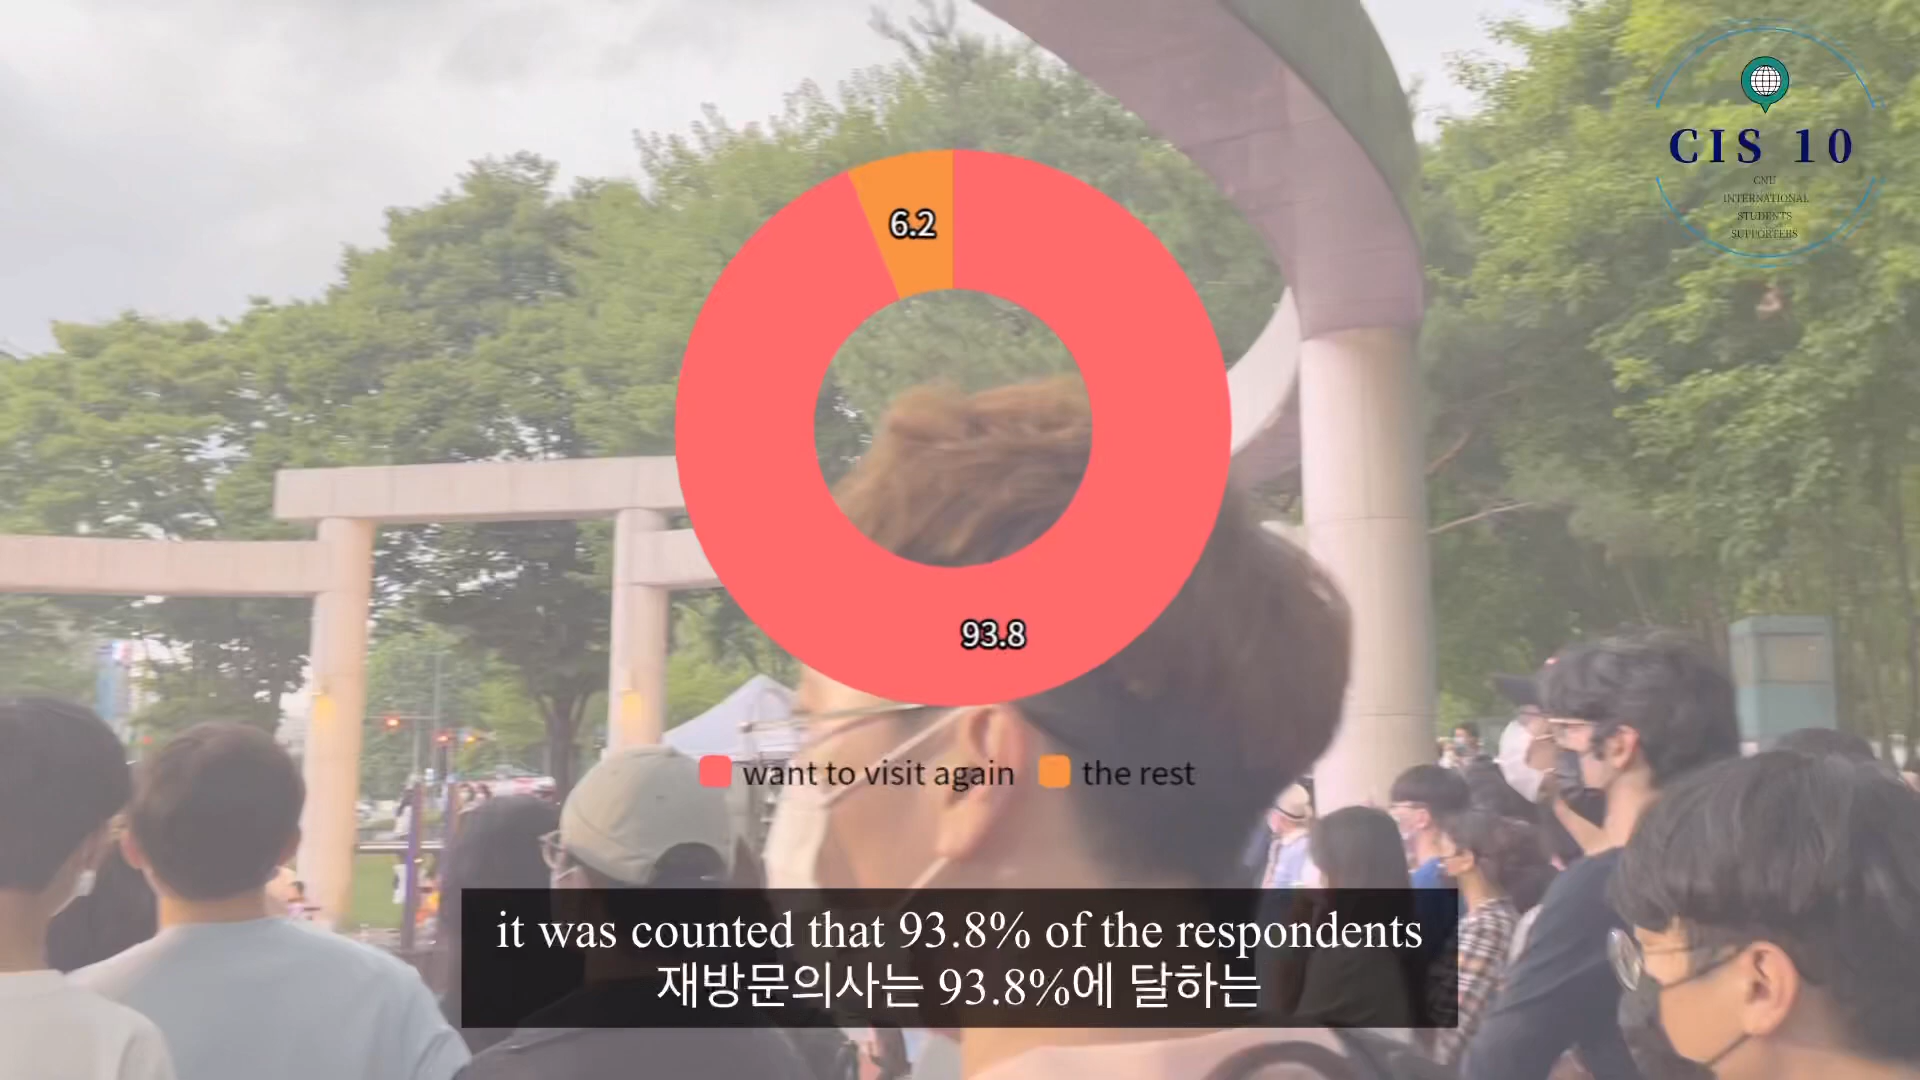 CIS 10
CNU
INTERNATIONAL
STUDENTS
SUPPORTERS
6.2
93.8
want to visit again
the rest
it was counted that 93.8% of the respondents
재방문의사는 93.8%에 달하는